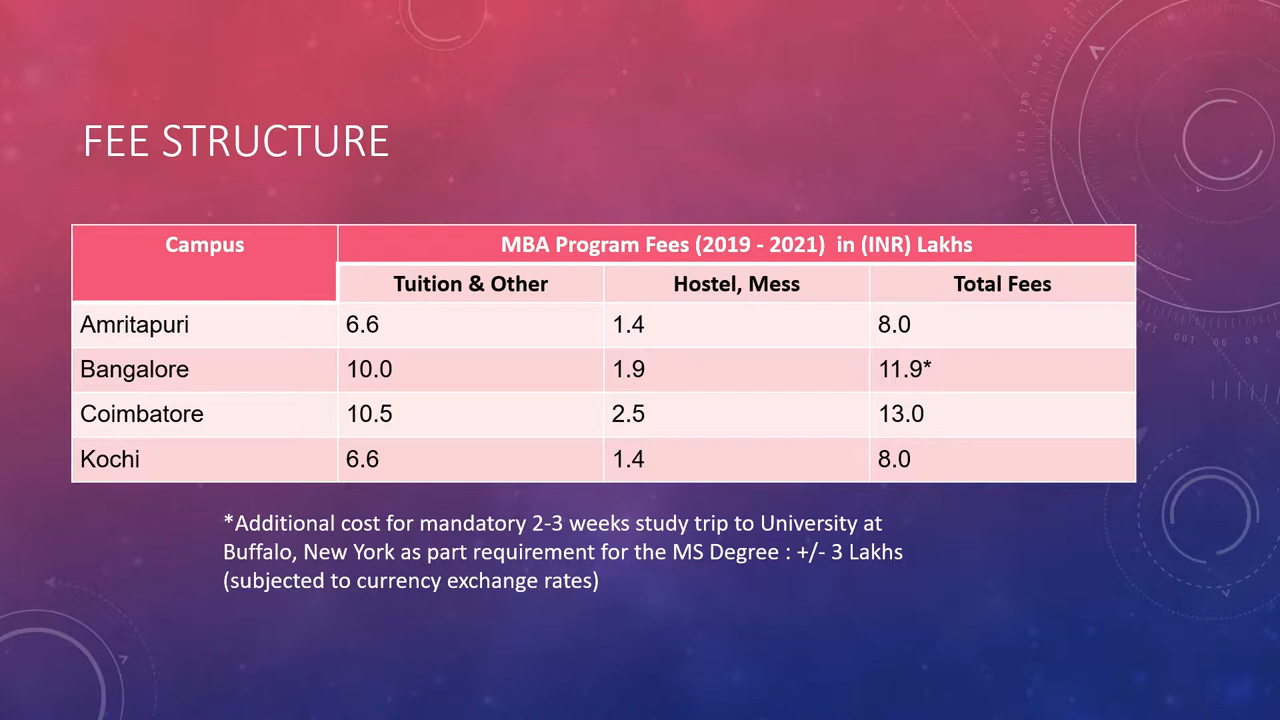 FEE STRUCTURE
Campus
MBA Program Fees (2019 - 2021) in (INR) Lakhs
Tuition & Other Hostel, Mess Total Fees
Amritapuri 6.6 1.4 8.0
Bangalore 10.0 1.9 11.9*
Coimbatore 10.5 2.5 13.0
Kochi 6.6 1.4 8.0
*Additional cost for mandatory 2-3 weeks study trip to University at
Buffalo, New York as part requirement for the MS Degree : +/- 3 Lakhs
(subjected to currency exchange rates)